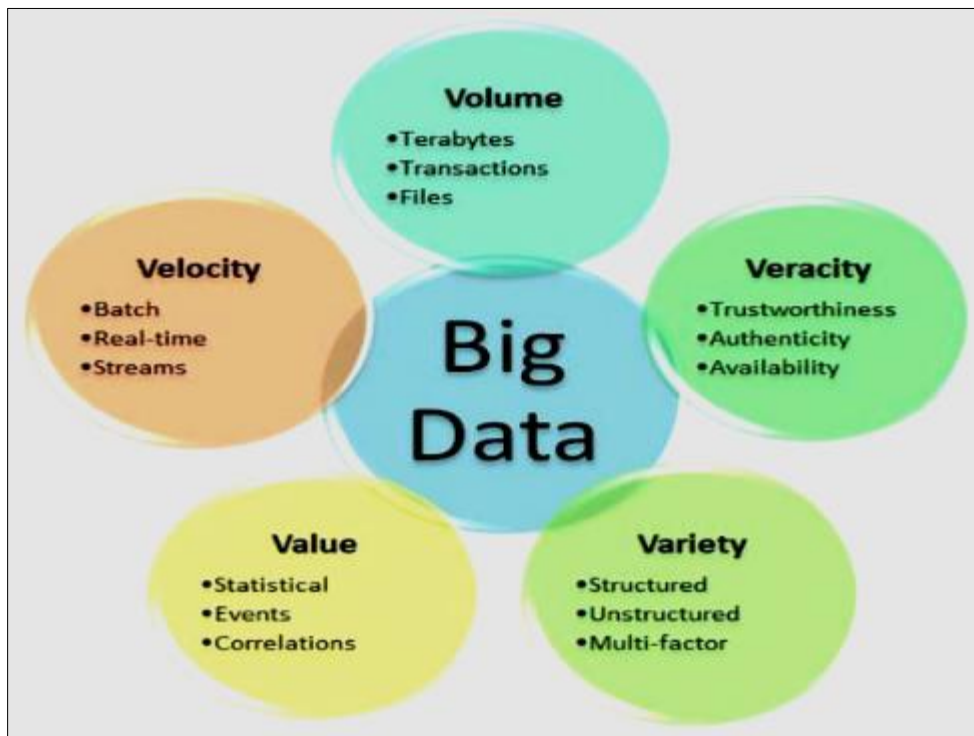 Volume
•Terabytes
•Transactions
•Files
Velocity
•Batch
•Real-time
•Streams
Big
Data
Veracity
•Trustworthiness
•Authenticity
•Availability
Value
•Statistical
•Events
•Correlations
Variety
•Structured
•Unstructured
•Multi-factor